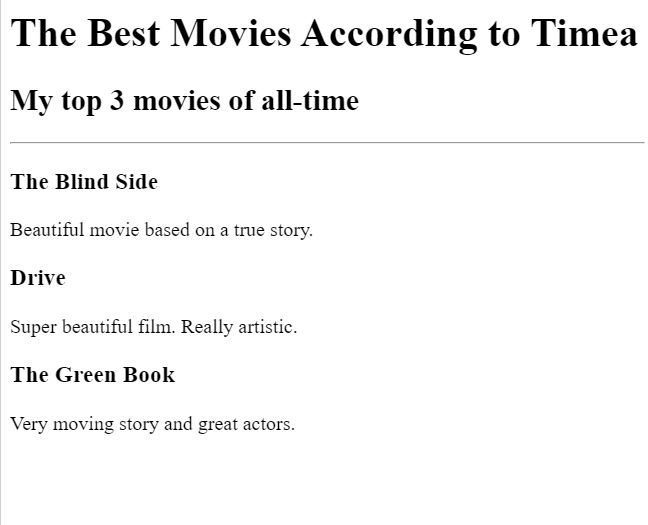 The Best Movies According to Timea
My top 3 movies of all-time
The Blind Side
Beautiful movie based on a true story.
Drive
Super beautiful film. Really artistic.
The Green Book
Very moving story and great actors.